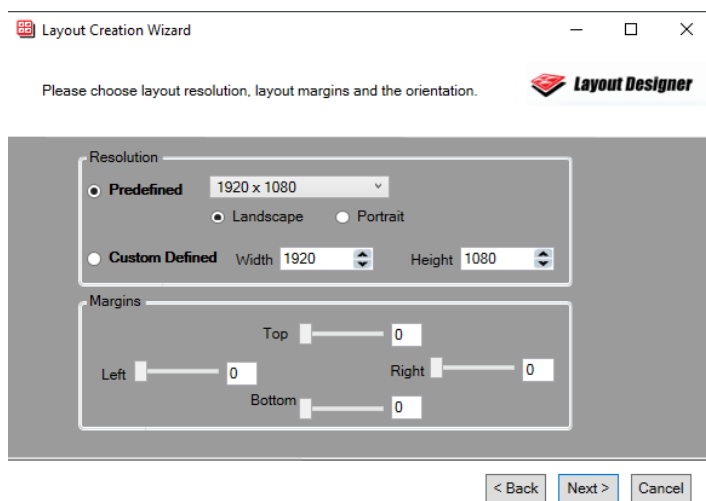 Layout Creation Wizard
Please choose layout resolution, layout margins and the orientation.
Layout Designer
Resolution
Predefined 1920 x 1080
Landscape Portrait
Custom Defined Width 1920 Height 1080
Margins
Top 0
Left 0 Right 0
Bottom 0
< Back Next > Cancel